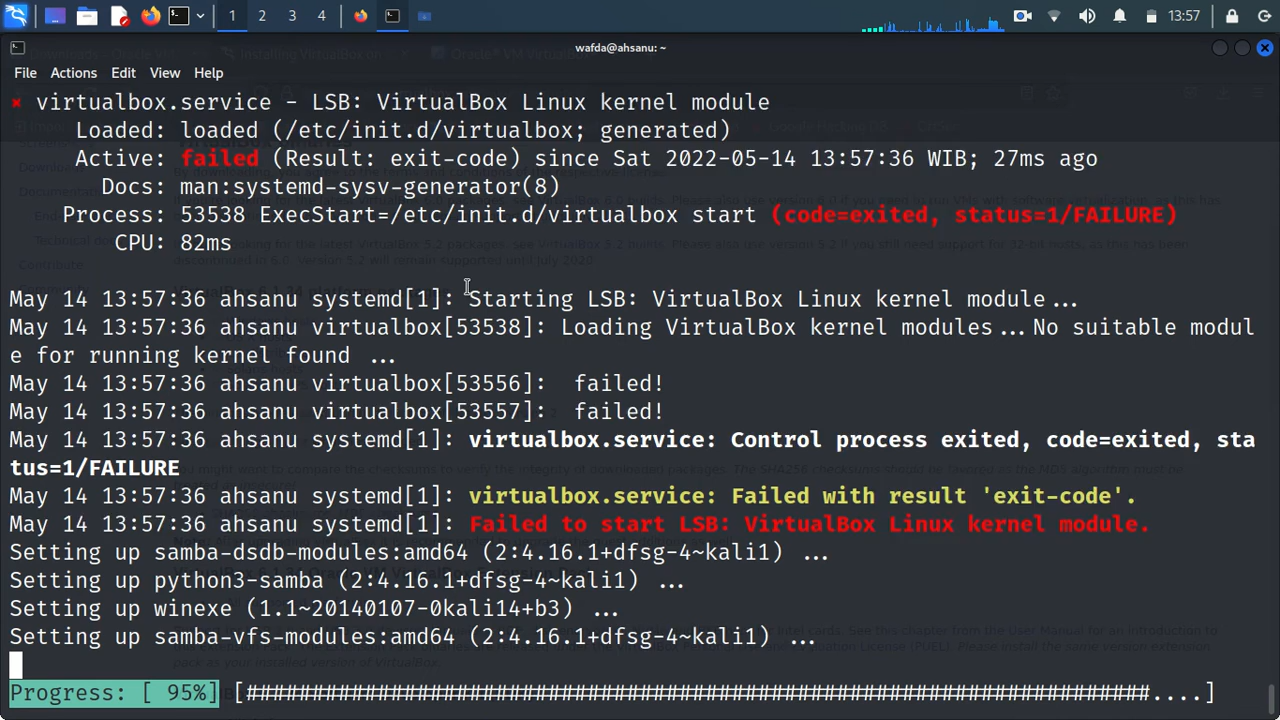 1 2 3 4 13:57
wafda@ahsanu: ~
File Actions Edit View Help
× virtualbox.service - LSB: VirtualBox Linux kernel module
Loaded: loaded (/etc/init.d/virtualbox; generated)
Active: failed (Result: exit-code) since Sat 2022-05-14 13:57:36 WIB; 27ms ago
Docs: man:systemd-sysv-generator(8)
Process: 53538 ExecStart=/etc/init.d/virtualbox start (code=exited, status=1/FAILURE)
CPU: 82ms
May 14 13:57:36 ahsanu systemd[1]: Starting LSB: VirtualBox Linux kernel module...
May 14 13:57:36 ahsanu virtualbox[53538]: Loading VirtualBox kernel modules...No suitable modul
e for running kernel found ...
May 14 13:57:36 ahsanu virtualbox[53556]:  failed!
May 14 13:57:36 ahsanu virtualbox[53557]:  failed!
May 14 13:57:36 ahsanu systemd[1]: virtualbox.service: Control process exited, code=exited, sta
tus=1/FAILURE
May 14 13:57:36 ahsanu systemd[1]: virtualbox.service: Failed with result 'exit-code'.
May 14 13:57:36 ahsanu systemd[1]: Failed to start LSB: VirtualBox Linux kernel module.
Setting up samba-dsdb-modules:amd64 (2:4.16.1+dfsg-4~kali1) ...
Setting up python3-samba (2:4.16.1+dfsg-4~kali1) ...
Setting up winexe (1.1~20140107-0kali14+b3) ...
Setting up samba-vfs-modules:amd64 (2:4.16.1+dfsg-4~kali1) ...
Progress: [ 95%] [#####################################################################....]